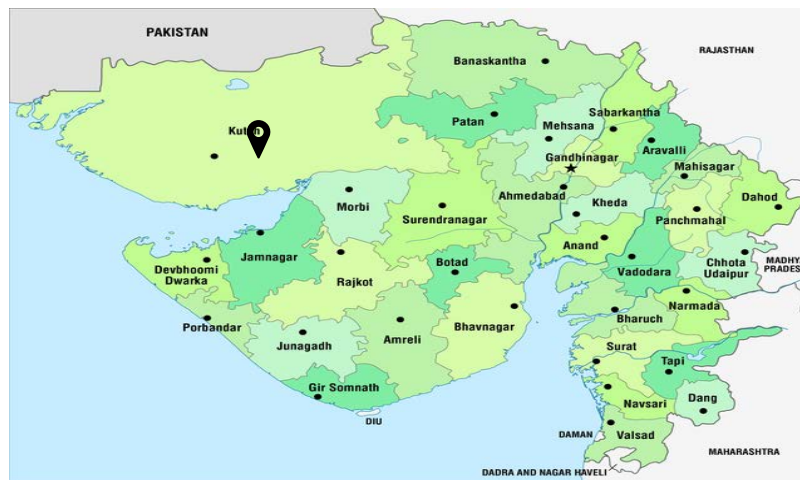 PAKISTAN
RAJASTHAN
Banaskantha
Patan
Sabarkantha
Mehsana
Gandhinagar
Aravalli
Mahisagar
Ahmedabad
Kheda
Panchmahal
Dahod
Morbi
Surendranagar
Anand
Vadodara
Chhota
Udaipur
Jamnagar
Devbhoomi
Dwarka
Rajkot
Botad
Narmada
Bharuch
Porbandar
Junagadh
Amreli
Bhavnagar
Surat
Tapi
Gir Somnath
Navsari
Dang
DIU
DAMAN
Valsad
MAHARASHTRA
DADRA AND NAGAR HAVELI